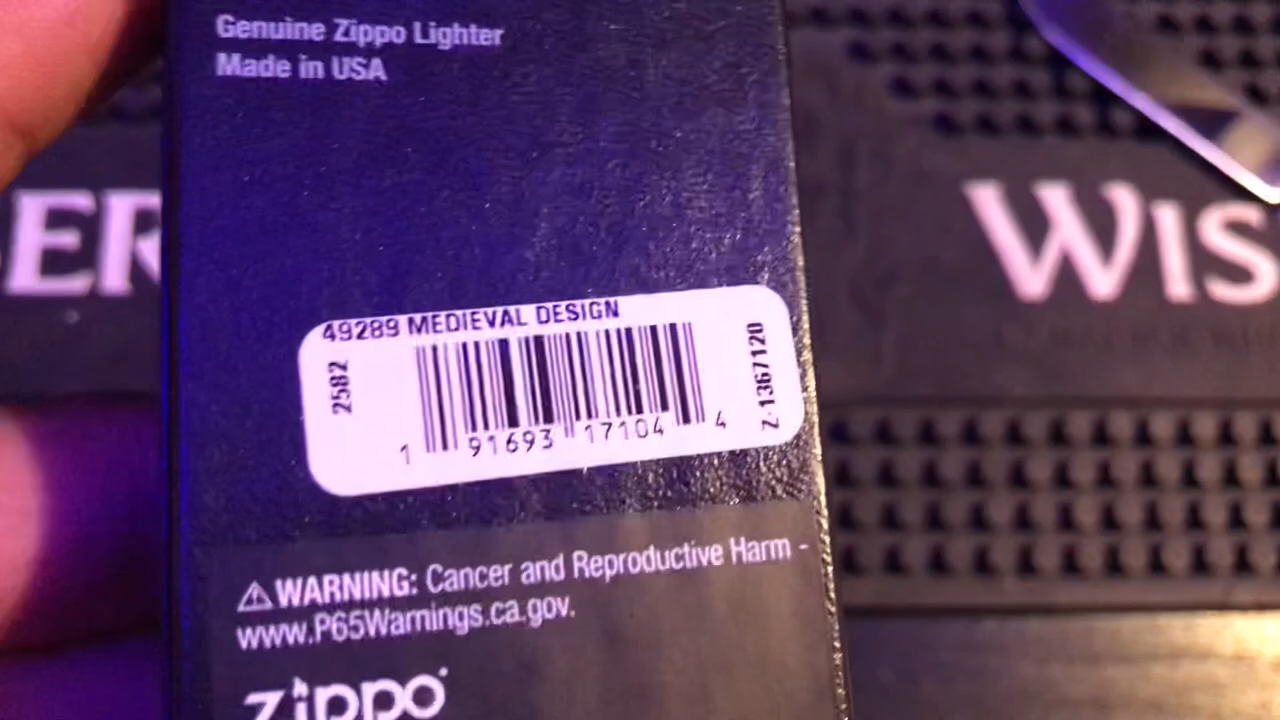 Genuine Zippo Lighter
Made in USA
ER
WIS
49289 MEDIEVAL DESIGN
2582
Z-1367120
1 91693 17104 4
⚠WARNING: Cancer and Reproductive Harm -
www.P65Warnings.ca.gov.
zippo